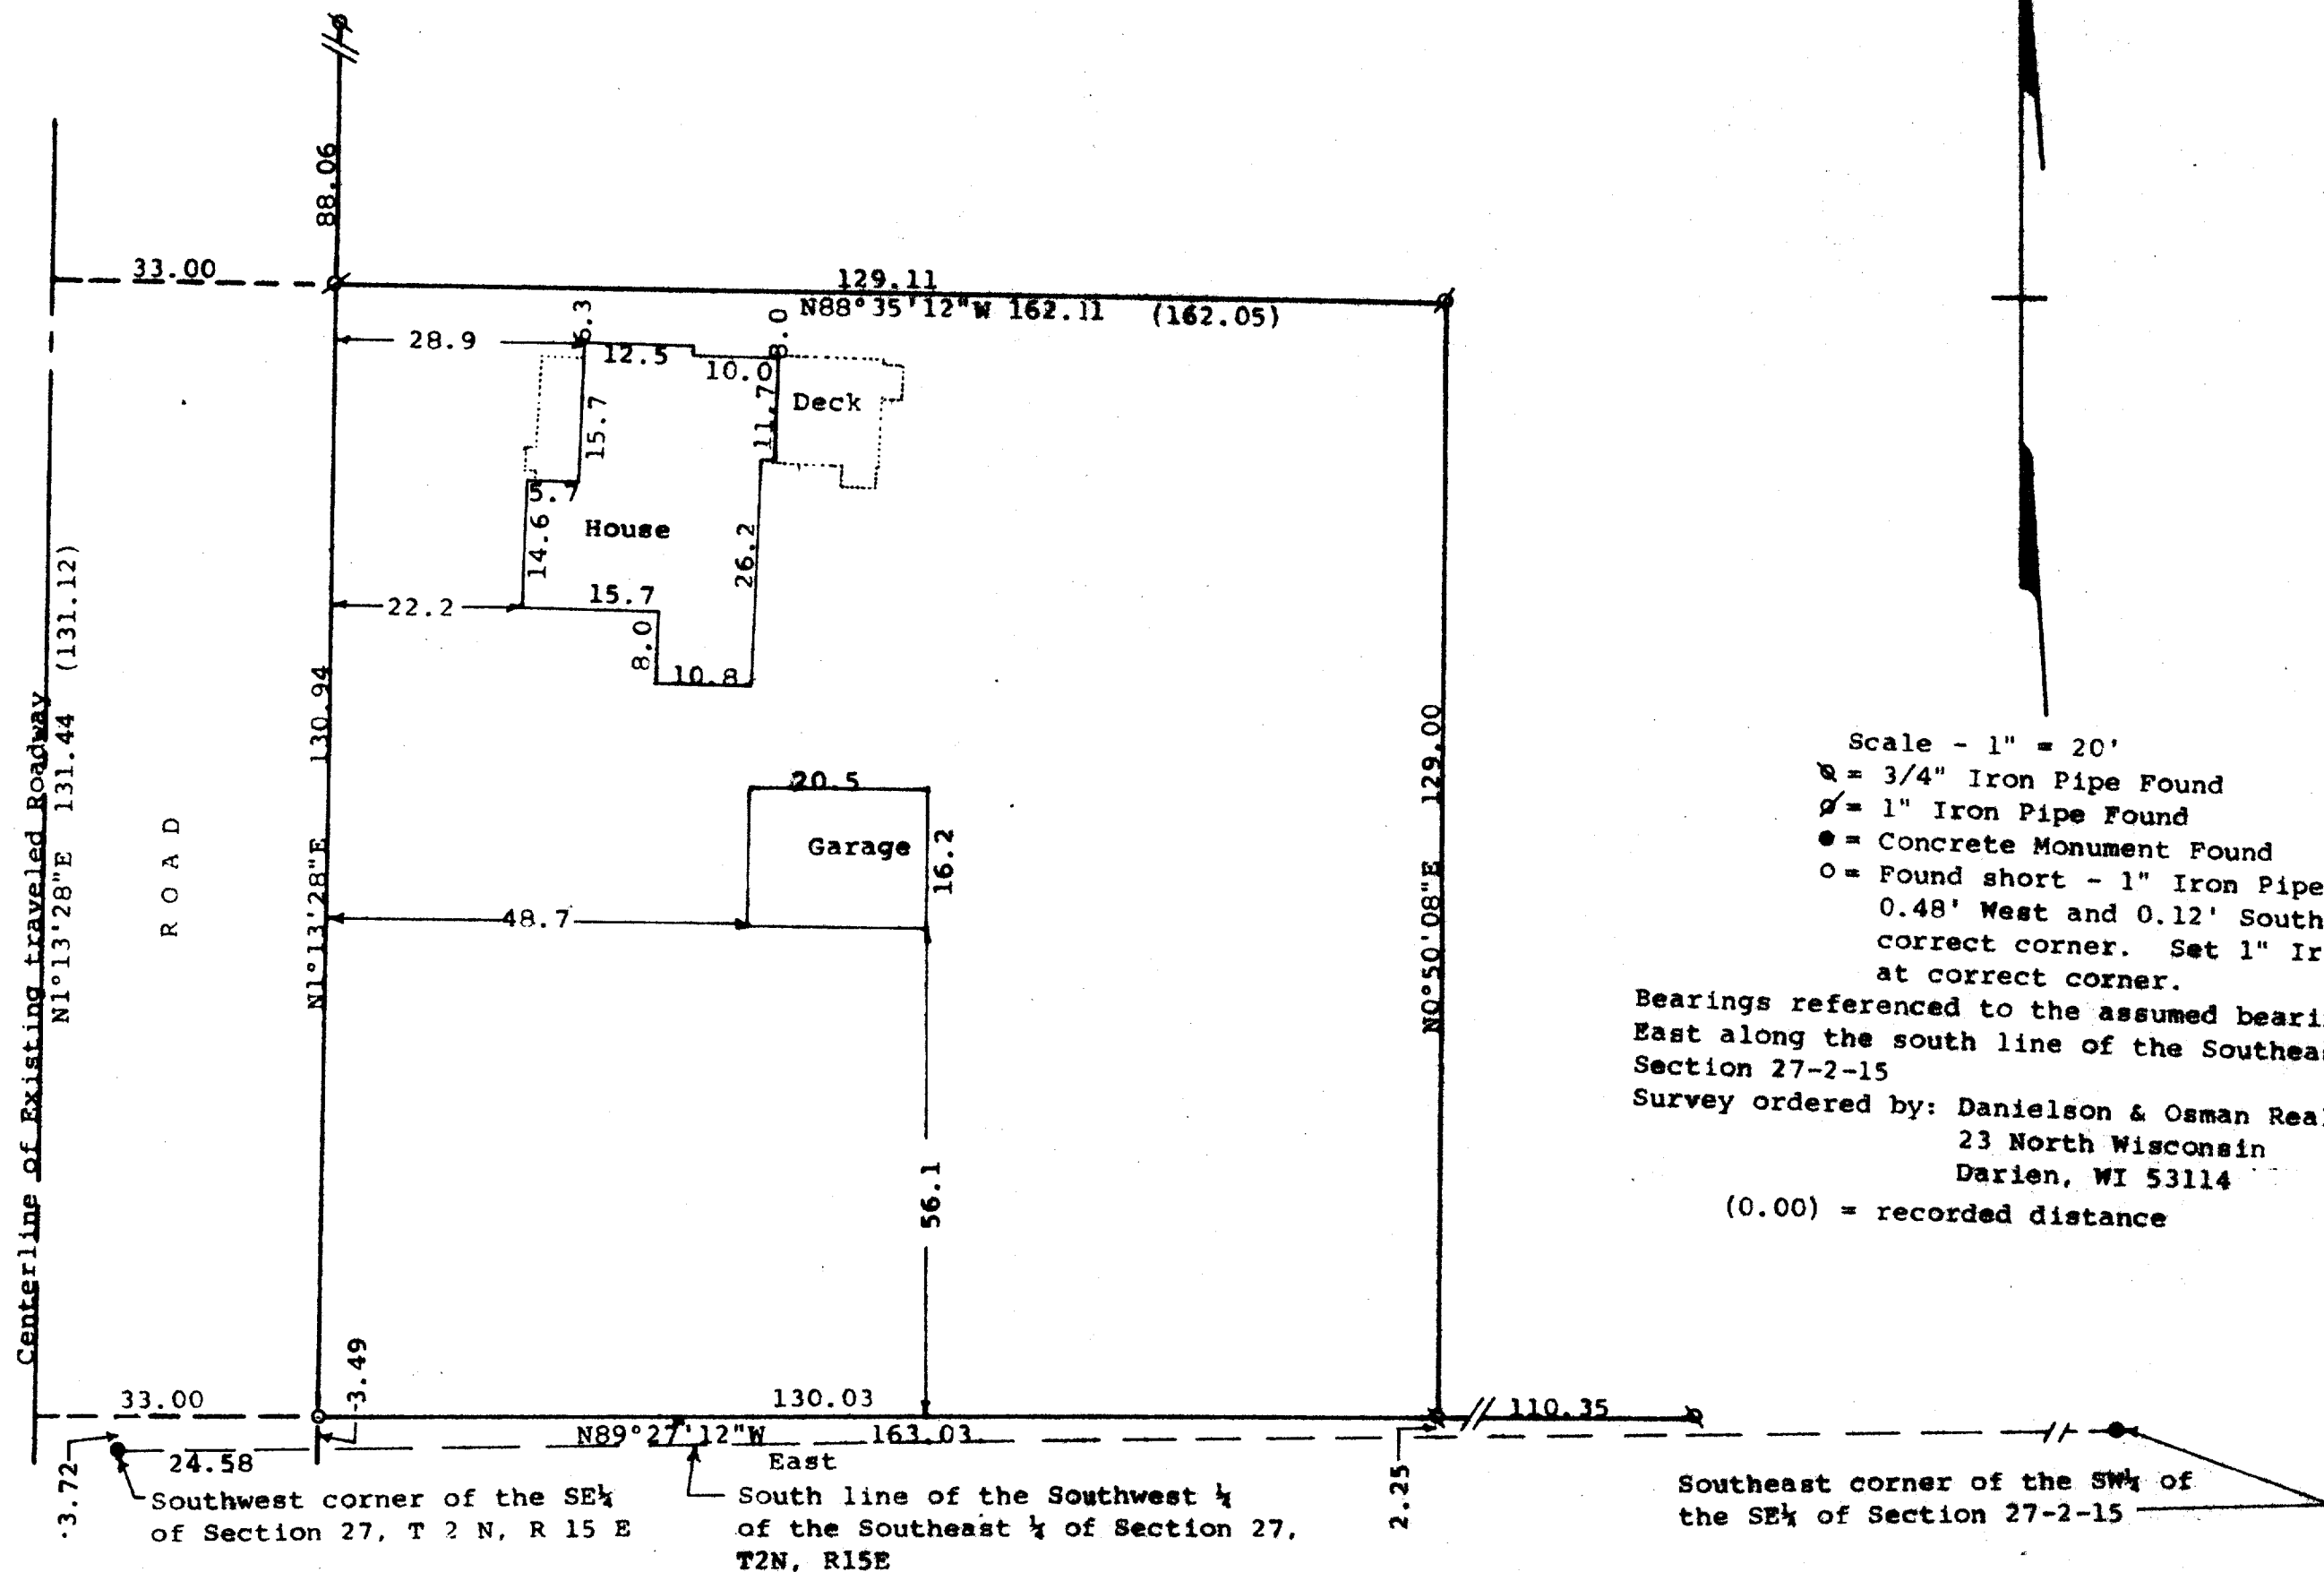 88.06
33.00
129.11
N88°35'12"W 162.11 (162.05)
28.9
6.3
12.5
10.0
8.0
Deck
15.7
11.7
5.7
House
14.6
26.2
22.2
15.7
8.0
10.8
Centerline of Existing traveled Roadway
N1°13'28"E 131.44 (131.12)
ROAD
N1°13'28"E 130.94
20.5
Garage
16.2
48.7
56.1
N0°50'08"E 129.00
Scale - 1" = 20'
= 3/4" Iron Pipe Found
= 1" Iron Pipe Found
= Concrete Monument Found
= Found short - 1" Iron Pipe
0.48' West and 0.12' South
correct corner. Set 1" Ir
at correct corner.
Bearings referenced to the assumed beari
East along the south line of the Southeas
Section 27-2-15
Survey ordered by: Danielson & Osman Real
23 North Wisconsin
Darien, WI 53114
(0.00) = recorded distance
33.00
3.49
130.03
110.35
N89°27'12"W 163.03
East
3.72
24.58
2.25
Southwest corner of the SE¼
of Section 27, T 2 N, R 15 E
South line of the Southwest ¼
of the Southeast ¼ of Section 27,
T2N, R15E
Southeast corner of the SW¼ of
the SE¼ of Section 27-2-15